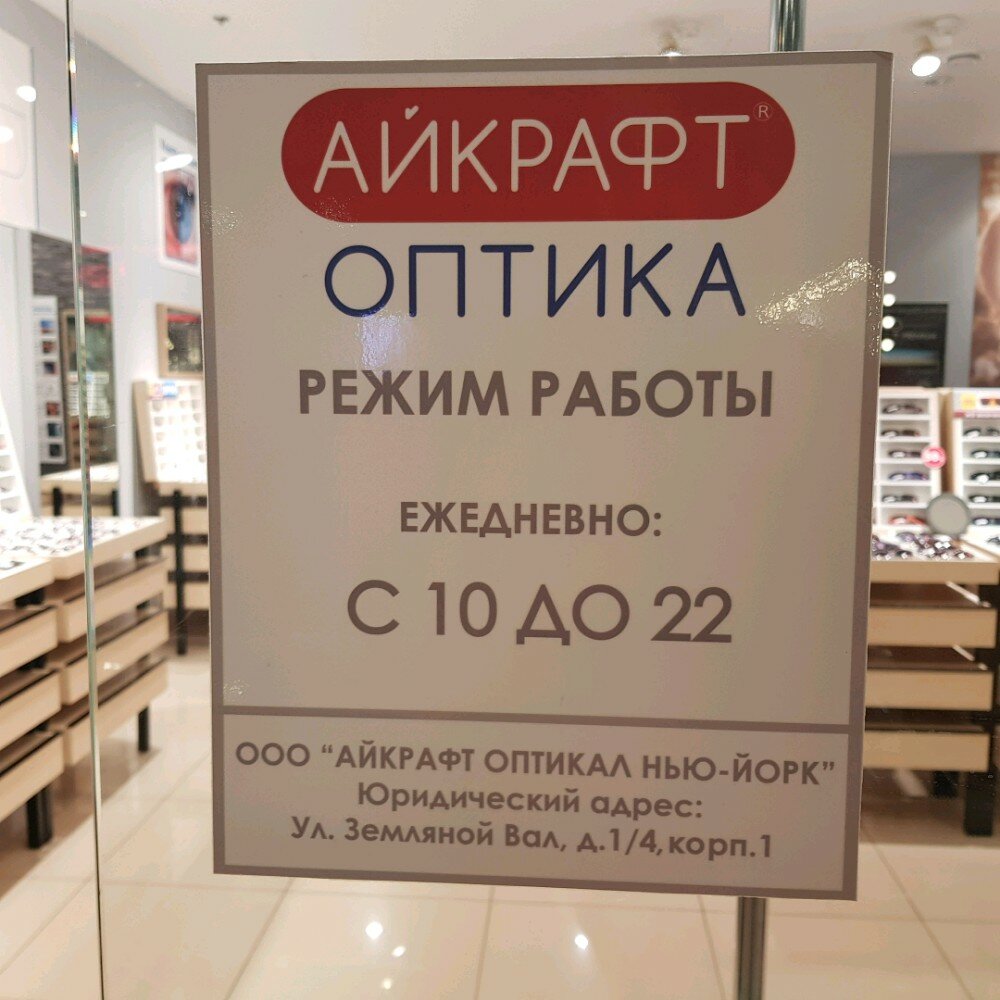 АЙКРАФТ®
ОПТИКА
РЕЖИМ РАБОТЫ
ЕЖЕДНЕВНО:
С 10 ДО 22
ООО “АЙКРАФТ ОПТИКАЛ НЬЮ-ЙОРК”
Юридический адрес:
Ул. Земляной Вал, д.1/4, корп.1